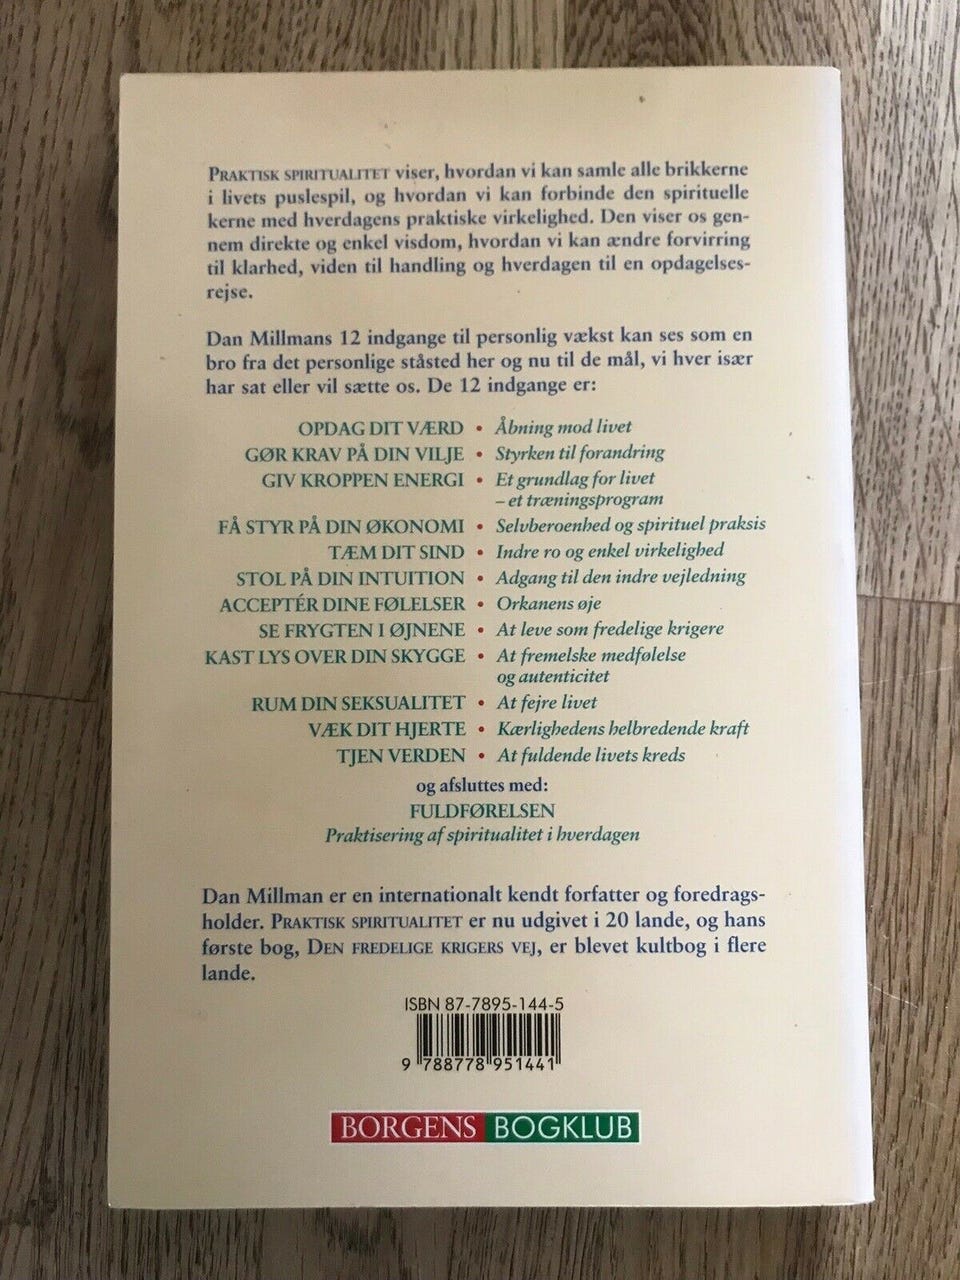 PRAKTISK SPIRITUALITET viser, hvordan vi kan samle alle brikkerne
i livets puslespil, og hvordan vi kan forbinde den spirituelle
kerne med hverdagens praktiske virkelighed. Den viser os gen-
nem direkte og enkel visdom, hvordan vi kan ændre forvirring
til klarhed, viden til handling og hverdagen til en opdagelses-
rejse.
Dan Millmans 12 indgange til personlig vækst kan ses som en
bro fra det personlige ståsted her og nu til de mål, vi hver især
har sat eller vil sætte os. De 12 indgange er:
OPDAG DIT VÆRD • Åbning mod livet
GØR KRAV PÅ DIN VILJE • Styrken til forandring
GIV KROPPEN ENERGI • Et grundlag for livet
– et træningsprogram
FÅ STYR PÅ DIN ØKONOMI • Selvberoenhed og spirituel praksis
TÆM DIT SIND • Indre ro og enkel virkelighed
STOL PÅ DIN INTUITION • Adgang til den indre vejledning
ACCEPTÉR DINE FØLELSER • Orkanens øje
SE FRYGTEN I ØJNENE • At leve som fredelige krigere
KAST LYS OVER DIN SKYGGE • At fremelske medfølelse
og autenticitet
RUM DIN SEKSUALITET • At fejre livet
VÆK DIT HJERTE • Kærlighedens helbredende kraft
TJEN VERDEN • At fuldende livets kreds
og afsluttes med:
FULDFØRELSEN
Praktisering af spiritualitet i hverdagen
Dan Millman er en internationalt kendt forfatter og foredrags-
holder. PRAKTISK SPIRITUALITET er nu udgivet i 20 lande, og hans
første bog, DEN FREDELIGE KRIGERS VEJ, er blevet kultbog i flere
lande.
ISBN 87-7895-144-5
9 788778 951441
BORGENS BOGKLUB